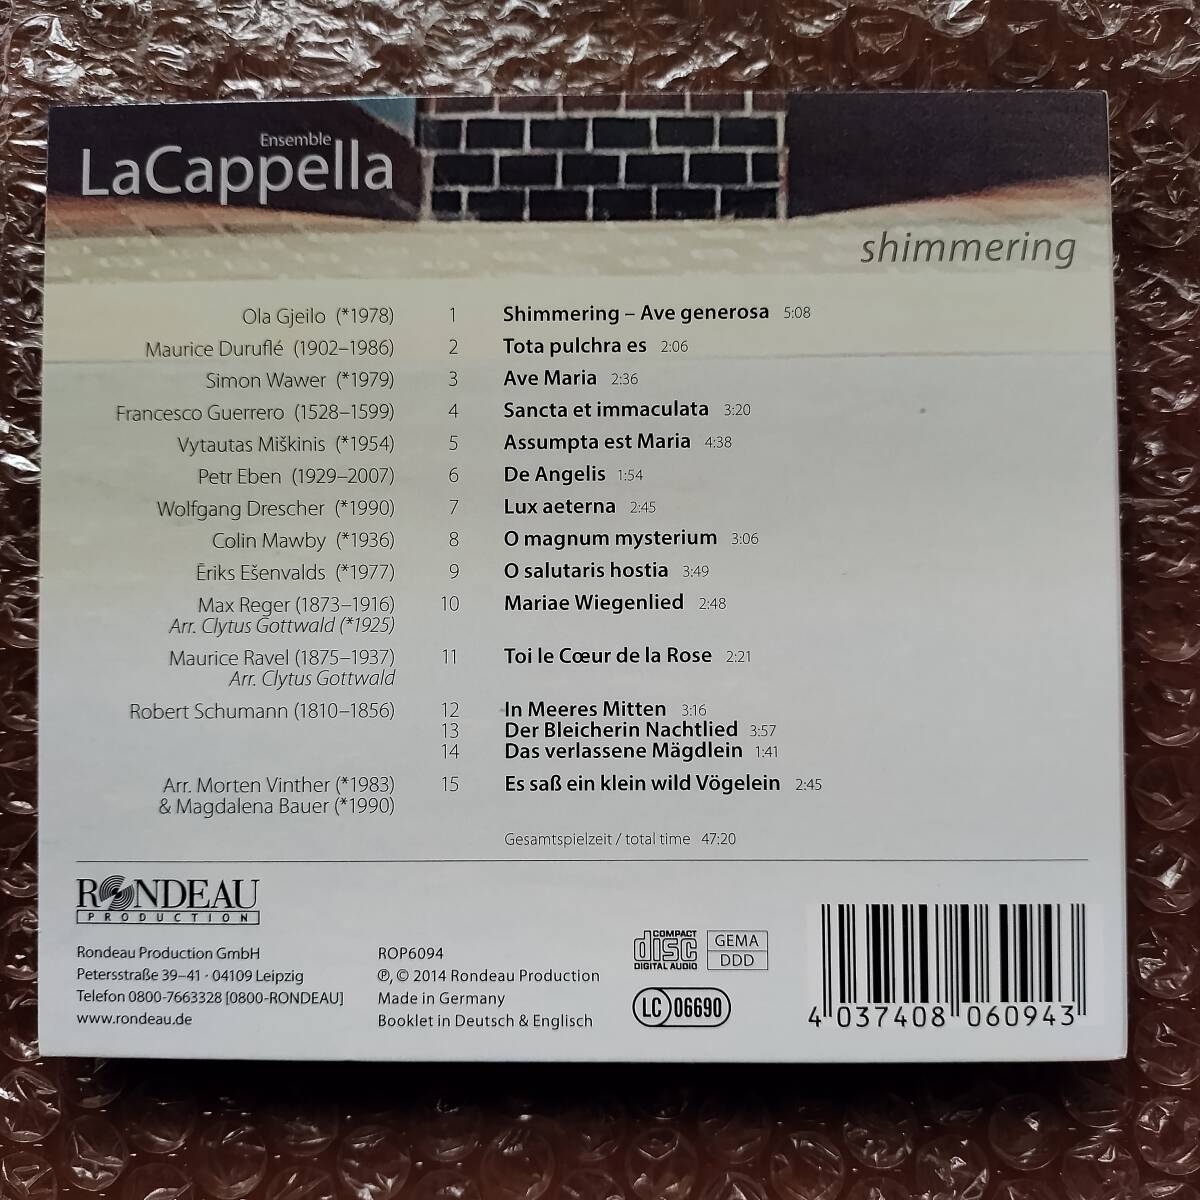 Ensemble
LaCappella
shimmering
Ola Gjeilo (*1978) 1 Shimmering – Ave generosa 5:08
Maurice Duruflé (1902–1986) 2 Tota pulchra es 2:06
Simon Wawer (*1979) 3 Ave Maria 2:36
Francesco Guerrero (1528–1599) 4 Sancta et immaculata 3:20
Vytautas Miškinis (*1954) 5 Assumpta est Maria 4:38
Petr Eben (1929–2007) 6 De Angelis 1:54
Wolfgang Drescher (*1990) 7 Lux aeterna 2:45
Colin Mawby (*1936) 8 O magnum mysterium 3:06
Ēriks Ešenvalds (*1977) 9 O salutaris hostia 3:49
Max Reger (1873–1916) 10 Mariae Wiegenlied 2:48
Arr. Clytus Gottwald (*1925)
Maurice Ravel (1875–1937) 11 Toi le Cœur de la Rose 2:21
Arr. Clytus Gottwald
Robert Schumann (1810–1856) 12 In Meeres Mitten 3:16
13 Der Bleicherin Nachtlied 3:57
14 Das verlassene Mägdlein 1:41
Arr. Morten Vinther (*1983) 15 Es saß ein klein wild Vögelein 2:45
& Magdalena Bauer (*1990)
Gesamtspielzeit / total time 47:20
RONDEAU
PRODUCTION
Rondeau Production GmbH
Petersstraße 39–41 · 04109 Leipzig
Telefon 0800-7663328 [0800-RONDEAU]
www.rondeau.de
ROP6094
℗, © 2014 Rondeau Production
Made in Germany
Booklet in Deutsch & Englisch
COMPACT
disc
DIGITAL AUDIO
GEMA
DDD
LC 06690
4 037408 060943